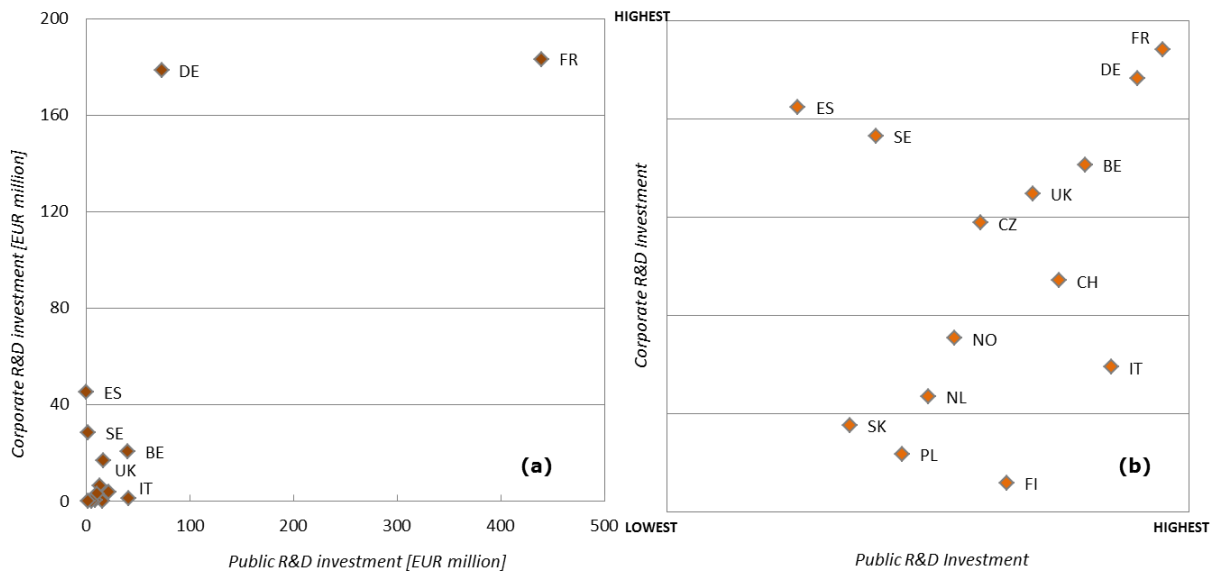 200
160
120
80
40
0
Corporate R&D investment [EUR million]
DE
FR
ES
SE
BE
UK
IT
(a)
0 100 200 300 400 500
Public R&D investment [EUR million]
HIGHEST
Corporate R&D Investment
FR
DE
ES
SE
BE
UK
CZ
CH
NO
IT
NL
SK
PL
FI
(b)
LOWEST HIGHEST
Public R&D Investment